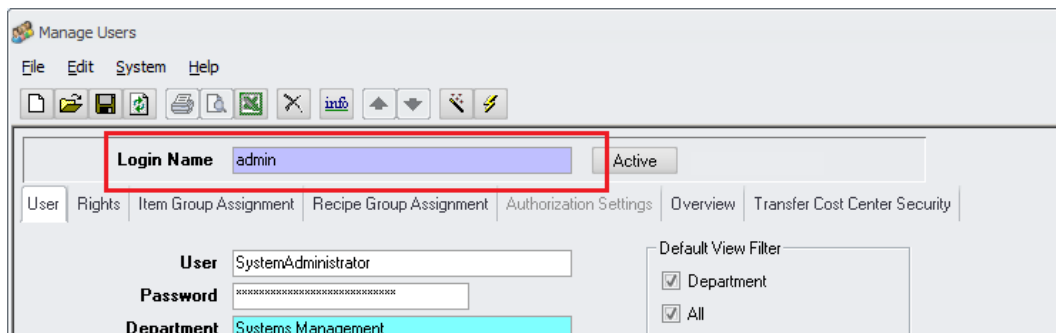 Manage Users
File Edit System Help
info
Login Name admin Active
User Rights Item Group Assignment Recipe Group Assignment Authorization Settings Overview Transfer Cost Center Security
User SystemAdministrator Default View Filter
Password **************************** Department
Department Systems Management All